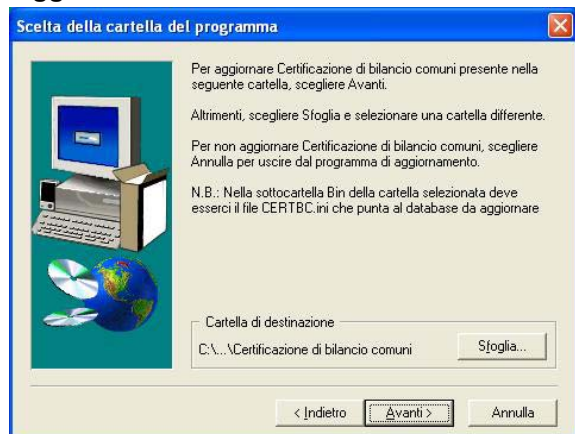 Scelta della cartella del programma
Per aggiornare Certificazione di bilancio comuni presente nella
seguente cartella, scegliere Avanti.
Altrimenti, scegliere Sfoglia e selezionare una cartella differente.
Per non aggiornare Certificazione di bilancio comuni, scegliere
Annulla per uscire dal programma di aggiornamento.
N.B.: Nella sottocartella Bin della cartella selezionata deve
esserci il file CERTBC.ini che punta al database da aggiornare
Cartella di destinazione
C:\...\Certificazione di bilancio comuni
Sfoglia...
< Indietro
Avanti >
Annulla